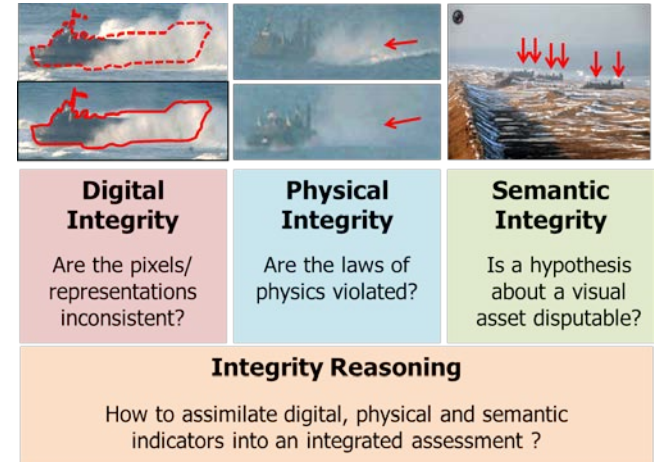 Digital
Integrity
Are the pixels/
representations
inconsistent?
Physical
Integrity
Are the laws of
physics violated?
Semantic
Integrity
Is a hypothesis
about a visual
asset disputable?
Integrity Reasoning
How to assimilate digital, physical and semantic
indicators into an integrated assessment ?